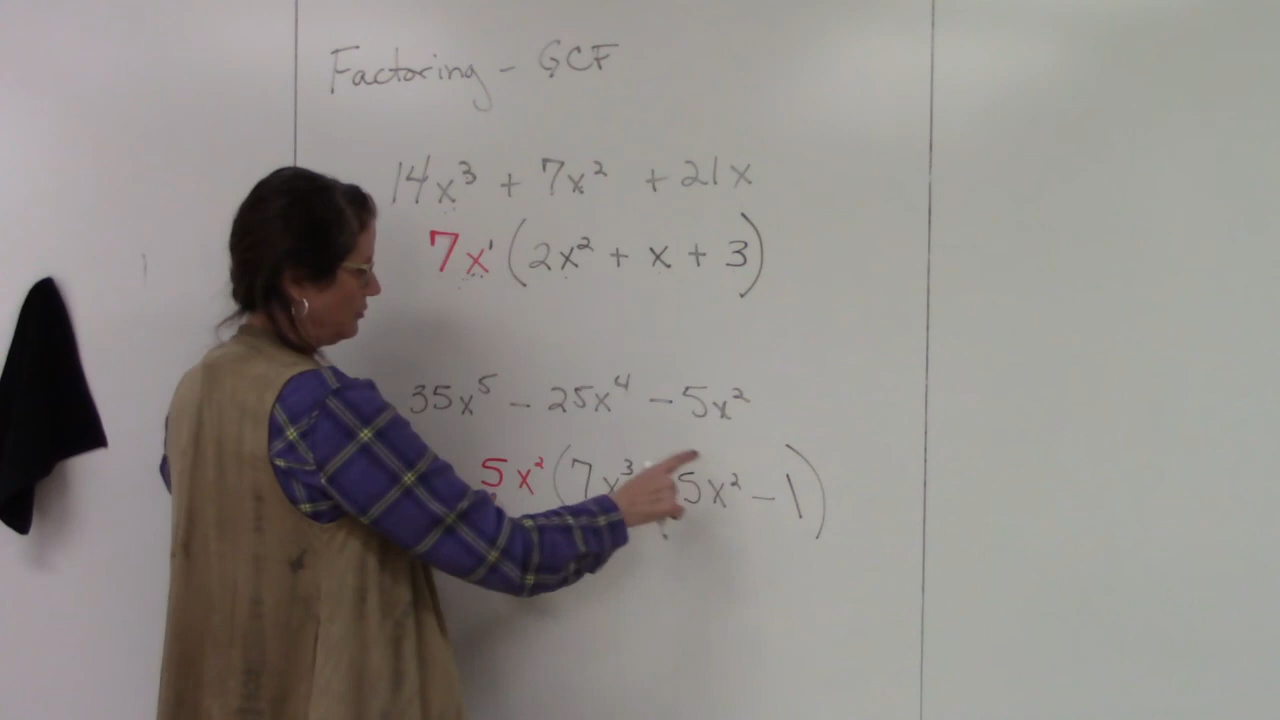 Factoring - GCF
14x³ + 7x² + 21x
7x¹(2x² + x + 3)
35x⁵ - 25x⁴ - 5x²
5x²(7x³ 5x² - 1)